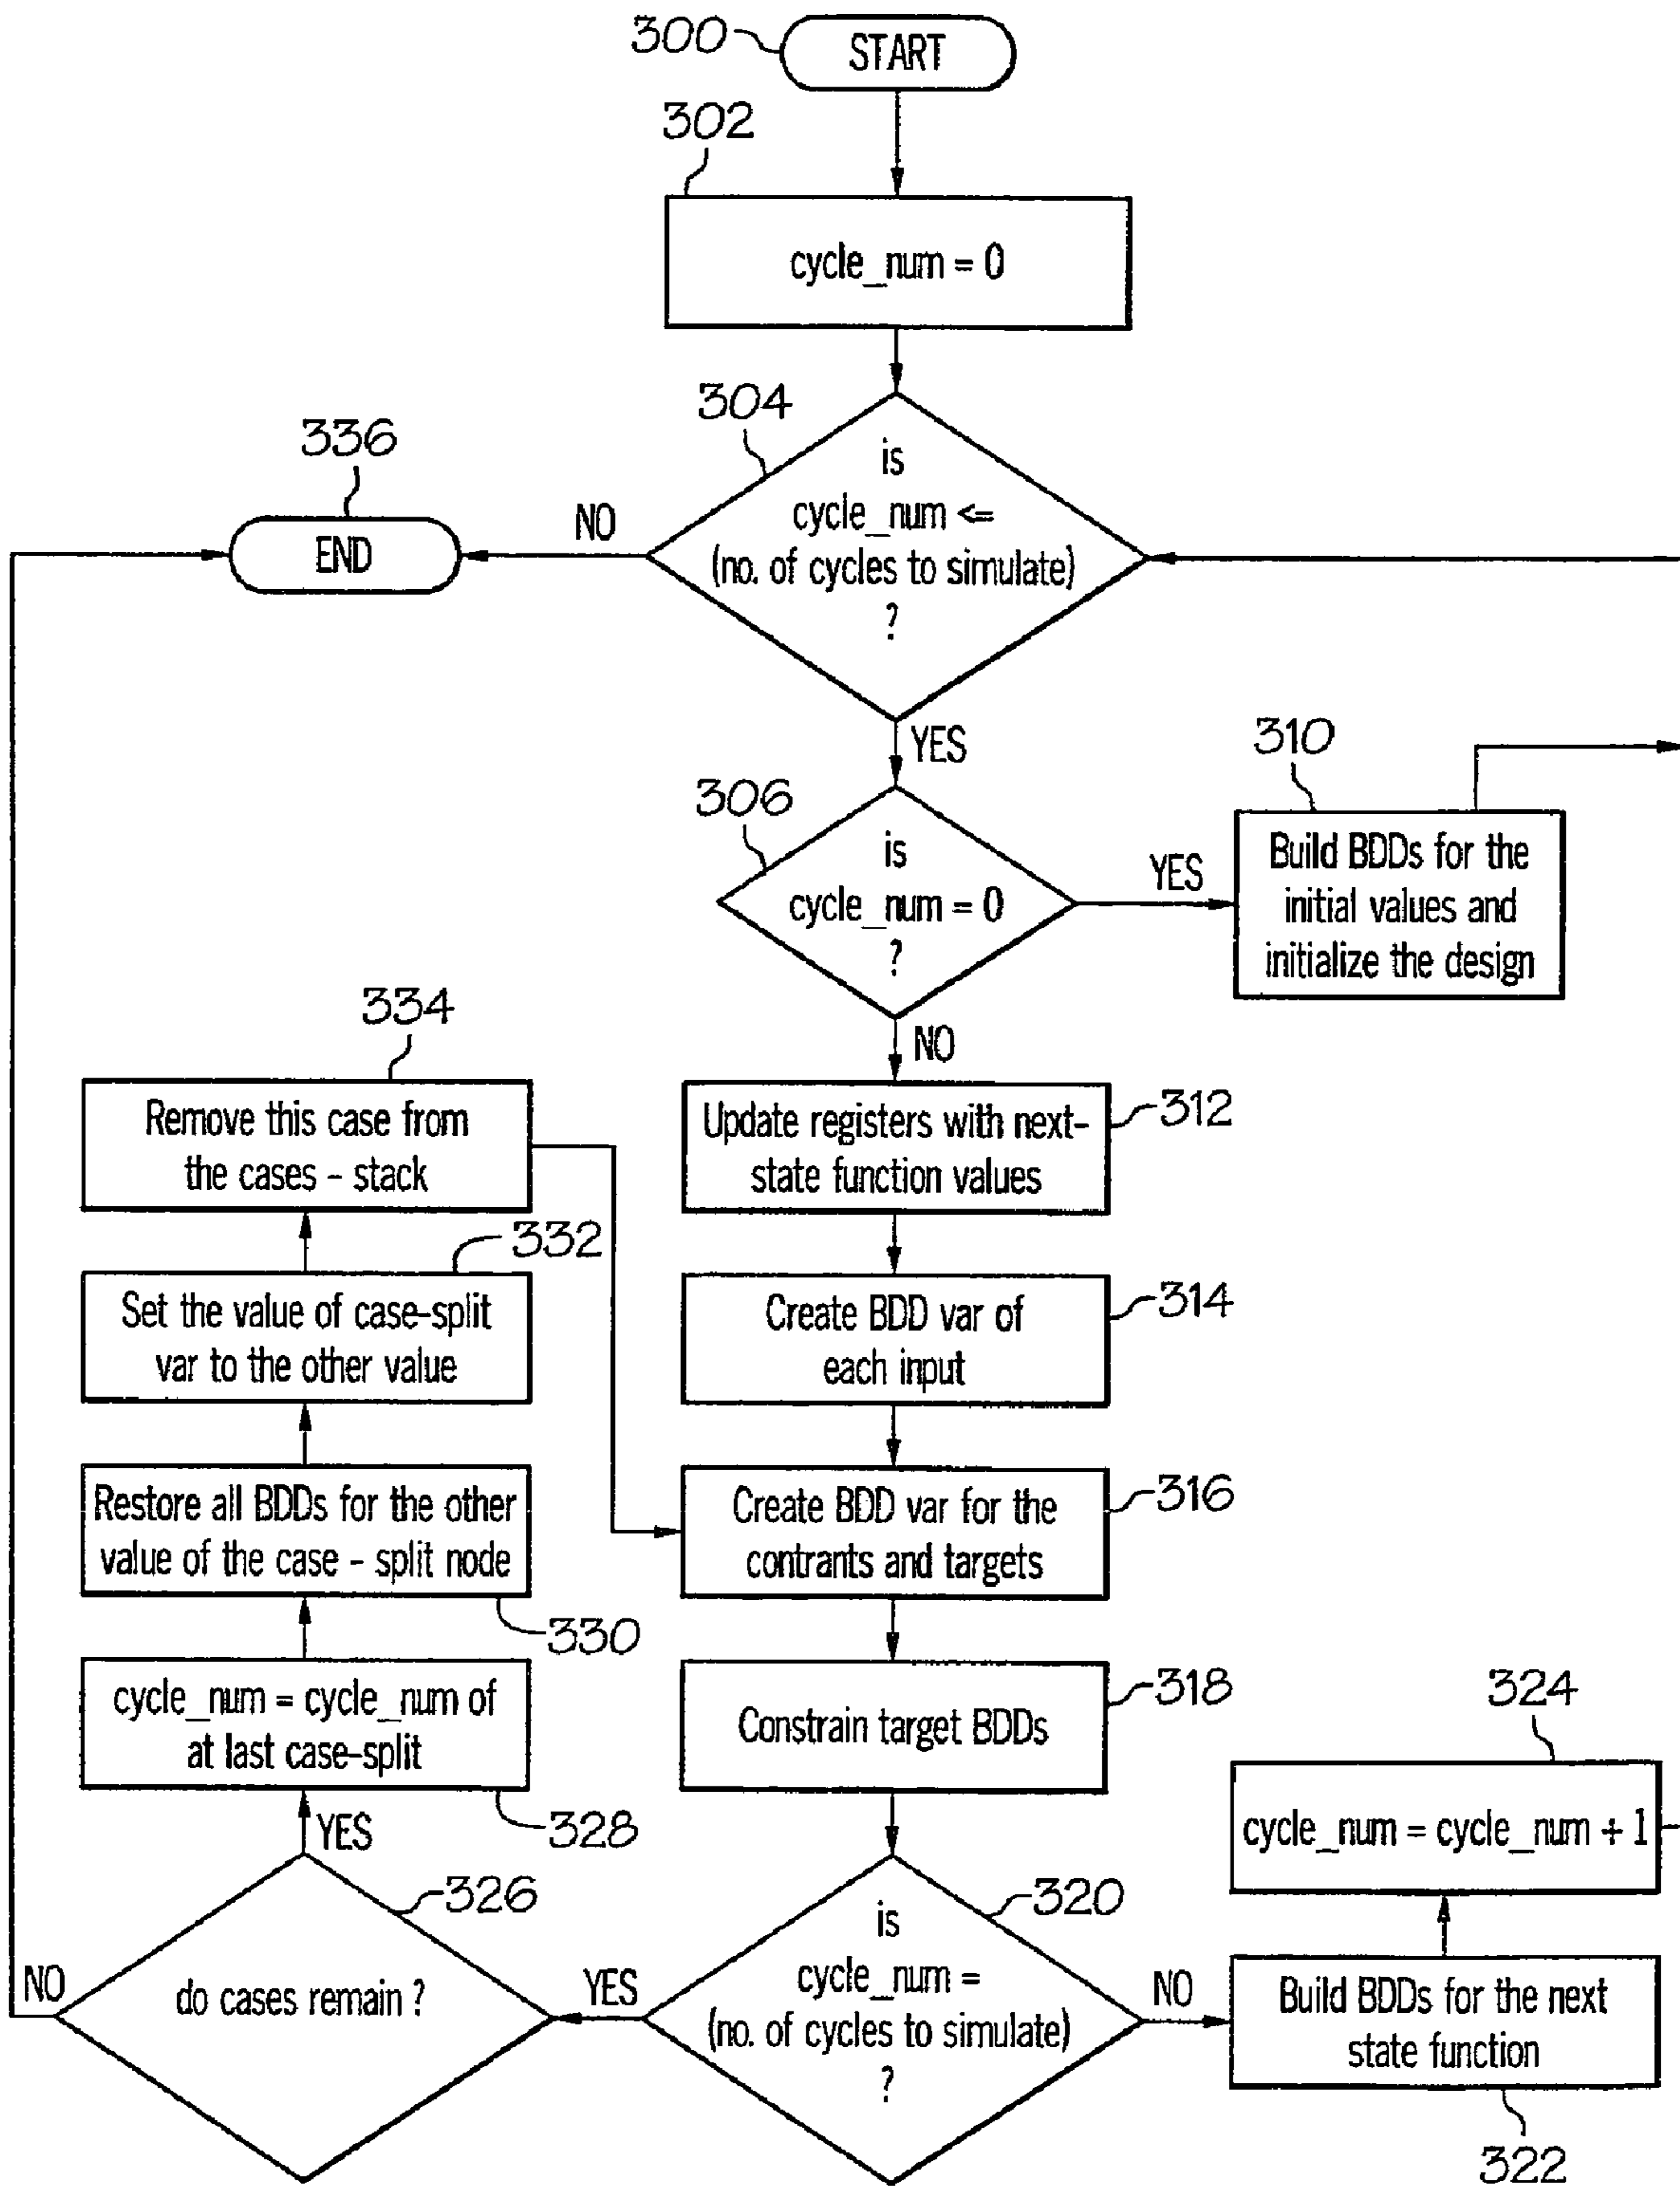 300
START
302
cycle_num = 0
304
is
cycle_num <=
(no. of cycles to simulate)
?
336
END
NO
YES
306
is
cycle_num = 0
?
YES
310
Build BDDs for the
initial values and
initialize the design
NO
334
Remove this case from
the cases - stack
312
Update registers with next-
state function values
332
Set the value of case-split
var to the other value
314
Create BDD var of
each input
Restore all BDDs for the other
value of the case - split node
330
316
Create BDD var for the
contrants and targets
cycle_num = cycle_num of
at last case-split
328
318
Constrain target BDDs
324
cycle_num = cycle_num + 1
YES
326
do cases remain ?
NO
YES
320
is
cycle_num =
(no. of cycles to simulate)
?
NO
Build BDDs for the next
state function
322